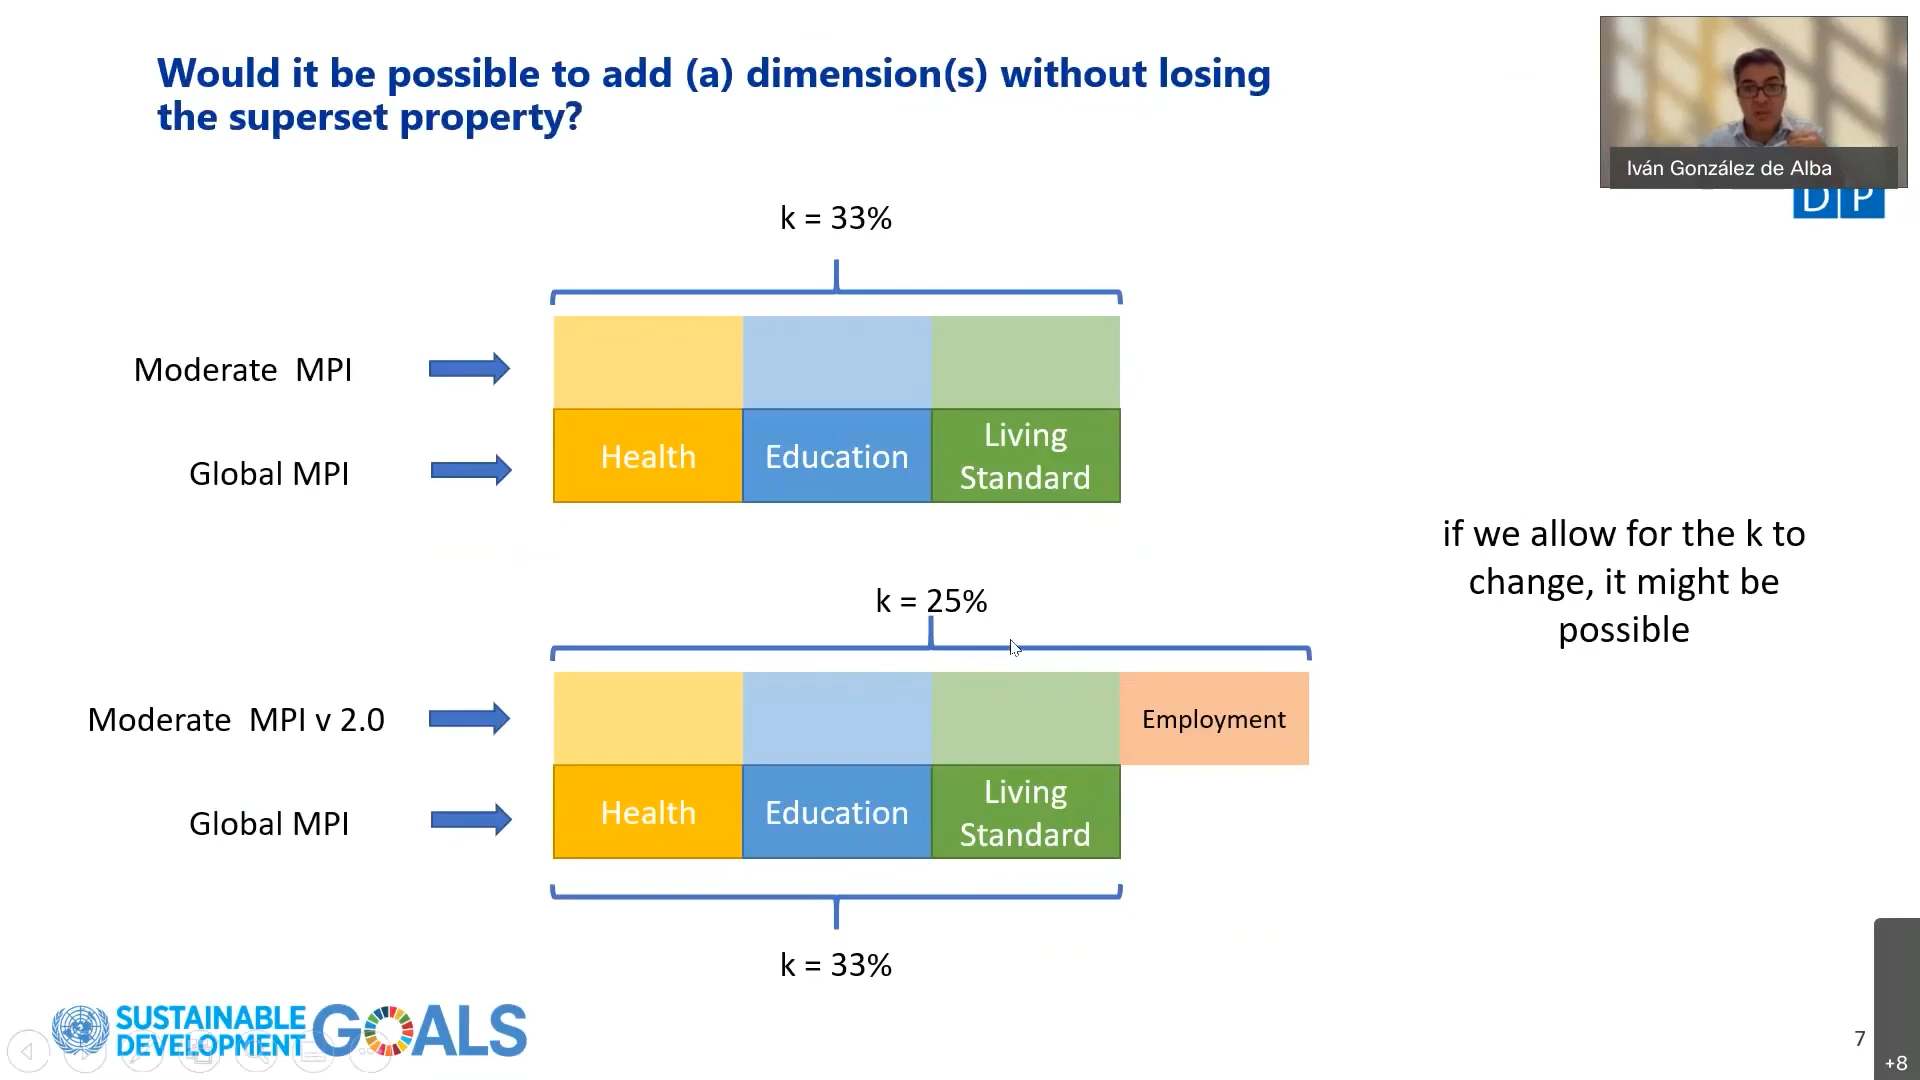 Would it be possible to add (a) dimension(s) without losing
the superset property?
Iván González de Alba
D P
k = 33%
Moderate MPI
Global MPI
Health
Education
Living
Standard
if we allow for the k to
change, it might be
possible
k = 25%
Moderate MPI v 2.0
Employment
Global MPI
Health
Education
Living
Standard
k = 33%
SUSTAINABLE
DEVELOPMENT
GOALS
7
+8